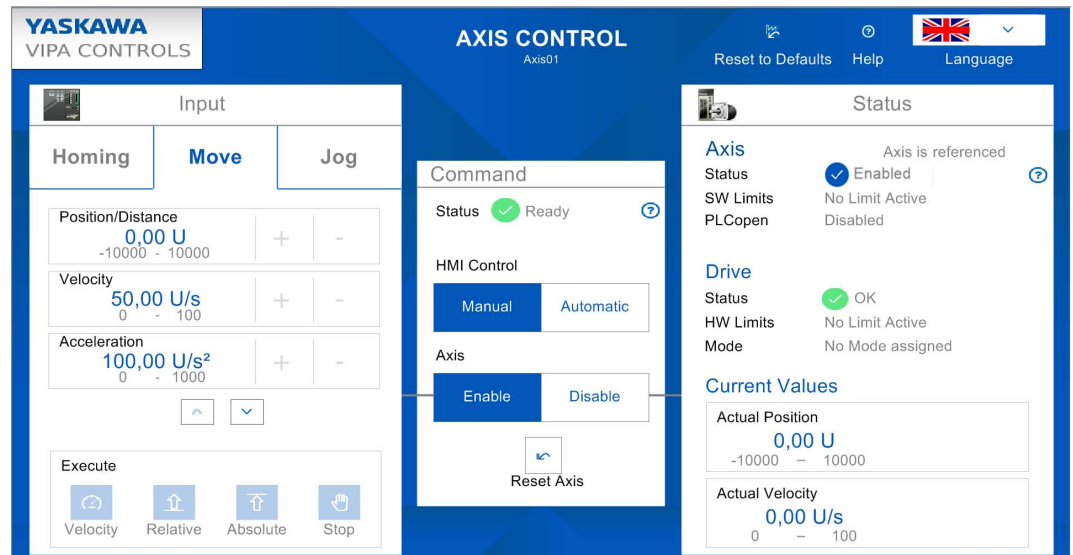 YASKAWA
VIPA CONTROLS
AXIS CONTROL
Axis01
Reset to Defaults
Help
Language
Input
Homing
Move
Jog
Position/Distance
0,00 U
-10000 - 10000
+ -
Velocity
50,00 U/s
0 - 100
+ -
Acceleration
100,00 U/s²
0 - 1000
+ -
Execute
Velocity
Relative
Absolute
Stop
Command
Status Ready
HMI Control
Manual
Automatic
Axis
Enable
Disable
Reset Axis
Status
Axis
Axis is referenced
Status Enabled
SW Limits No Limit Active
PLCopen Disabled
Drive
Status OK
HW Limits No Limit Active
Mode No Mode assigned
Current Values
Actual Position
0,00 U
-10000 – 10000
Actual Velocity
0,00 U/s
0 – 100